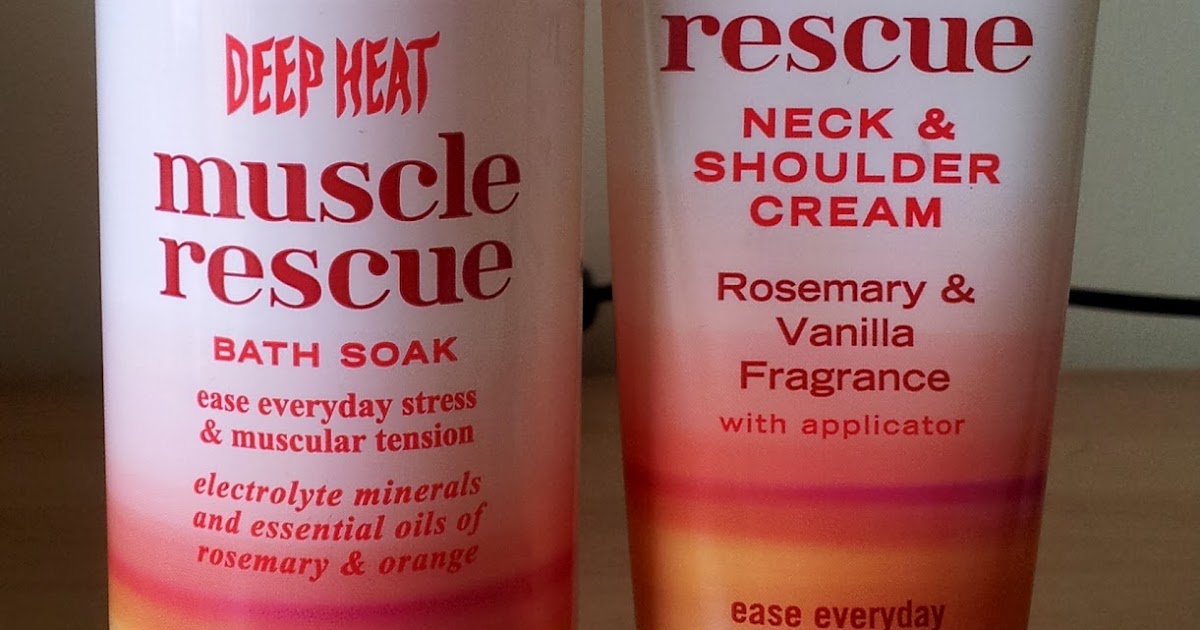 DEEP HEAT
muscle
rescue
BATH SOAK
ease everyday stress
& muscular tension
electrolyte minerals
and essential oils of
rosemary & orange
rescue
NECK &
SHOULDER
CREAM
Rosemary &
Vanilla
Fragrance
with applicator
ease everyday